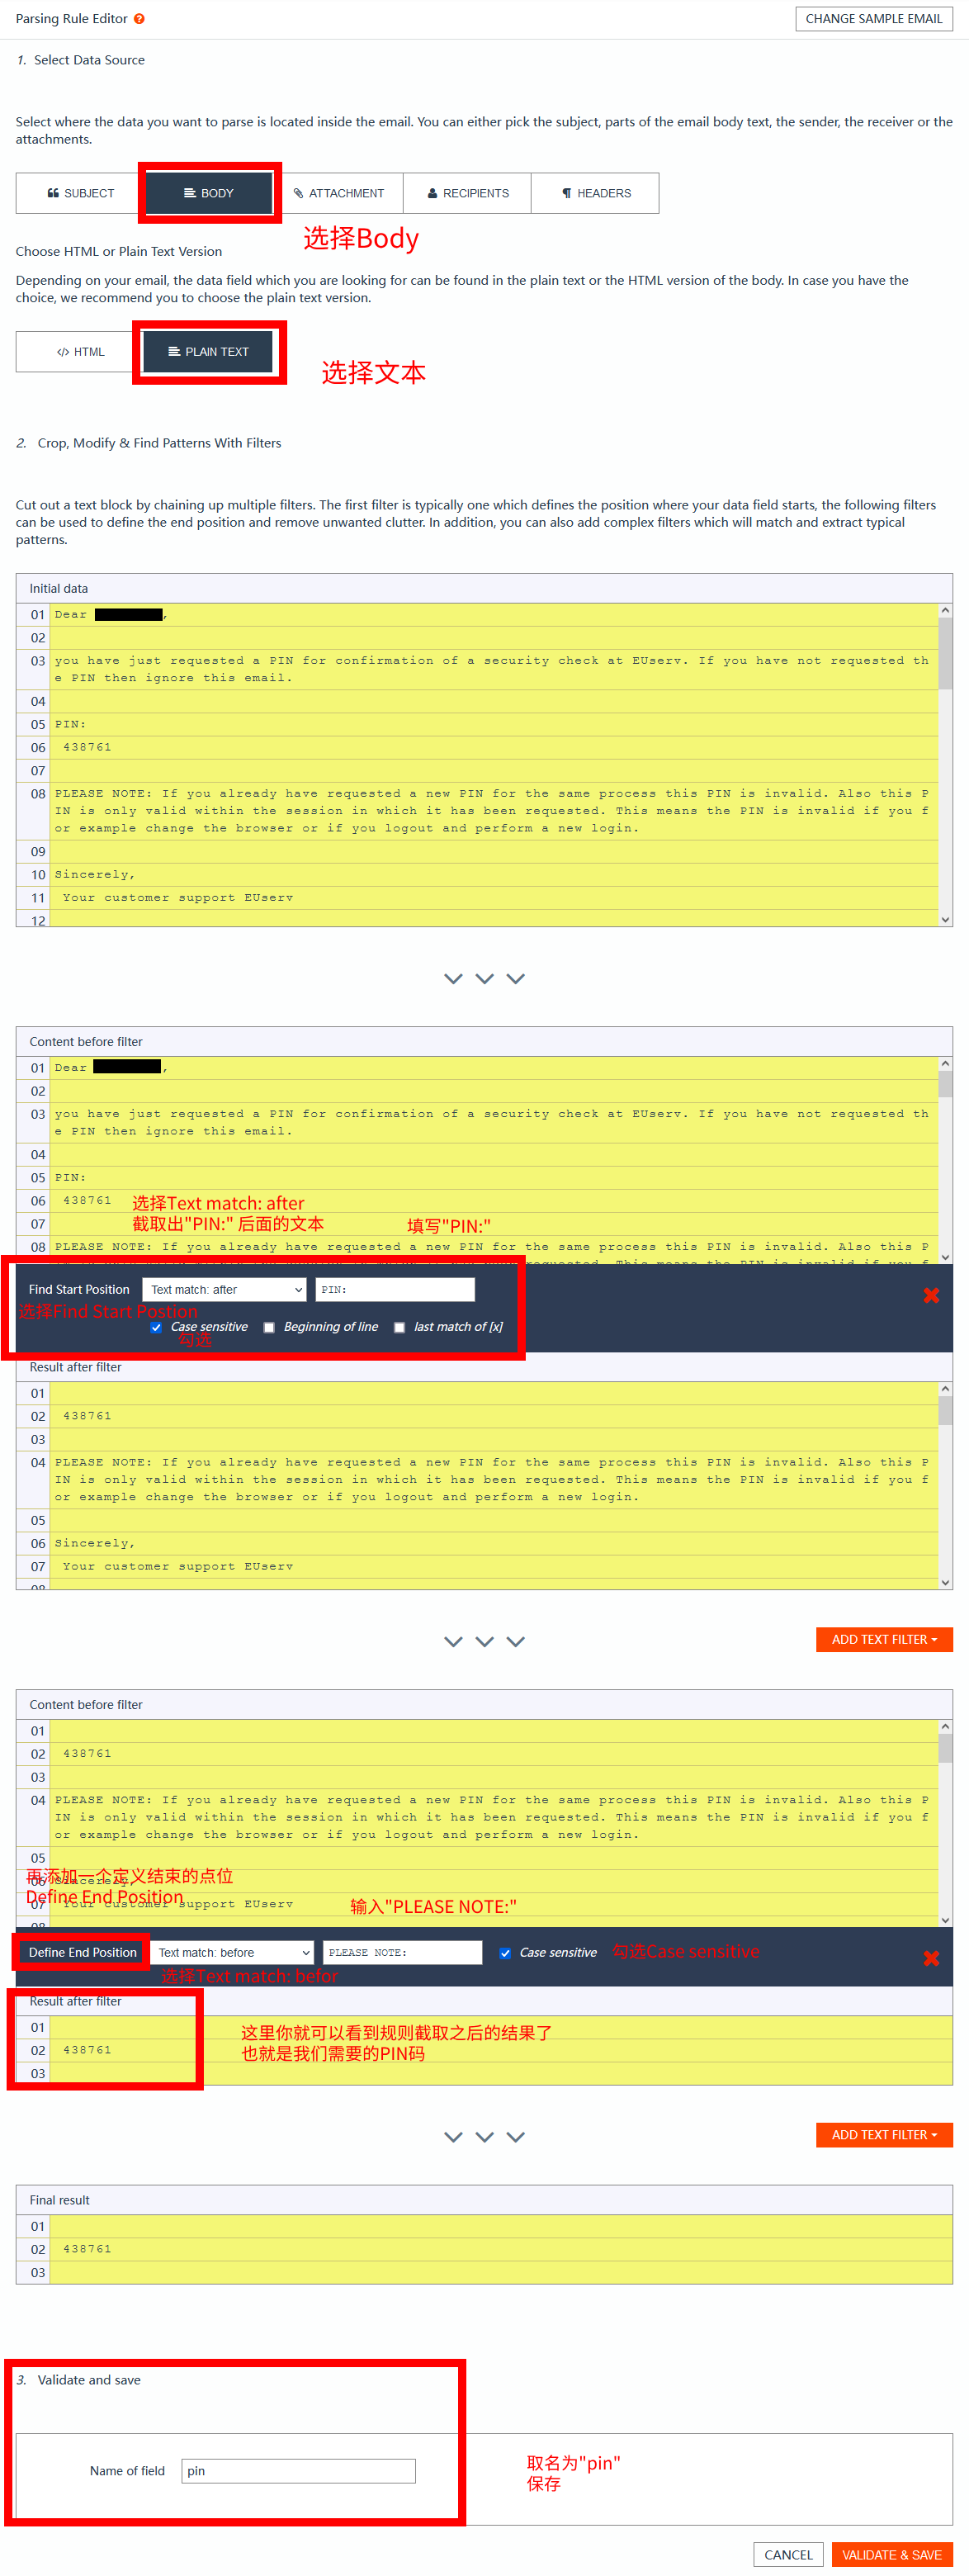 Parsing Rule Editor ?
CHANGE SAMPLE EMAIL
1. Select Data Source
Select where the data you want to parse is located inside the email. You can either pick the subject, parts of the email body text, the sender, the receiver or the
attachments.
SUBJECT BODY ATTACHMENT RECIPIENTS HEADERS
选择Body
Choose HTML or Plain Text Version
Depending on your email, the data field which you are looking for can be found in the plain text or the HTML version of the body. In case you have the
choice, we recommend you to choose the plain text version.
</> HTML PLAIN TEXT
选择文本
2. Crop, Modify & Find Patterns With Filters
Cut out a text block by chaining up multiple filters. The first filter is typically one which defines the position where your data field starts, the following filters
can be used to define the end position and remove unwanted clutter. In addition, you can also add complex filters which will match and extract typical
patterns.
Initial data
01 Dear ,
02
03 you have just requested a PIN for confirmation of a security check at EUserv. If you have not requested th
e PIN then ignore this email.
04
05 PIN:
06 438761
07
08 PLEASE NOTE: If you already have requested a new PIN for the same process this PIN is invalid. Also this P
IN is only valid within the session in which it has been requested. This means the PIN is invalid if you f
or example change the browser or if you logout and perform a new login.
09
10 Sincerely,
11 Your customer support EUserv
12
Content before filter
01 Dear ,
02
03 you have just requested a PIN for confirmation of a security check at EUserv. If you have not requested th
e PIN then ignore this email.
04
05 PIN:
06 438761 选择Text match: after
07 截取出"PIN:" 后面的文本 填写"PIN:"
08 PLEASE NOTE: If you already have requested a new PIN for the same process this PIN is invalid. Also this P
IN is only valid within the session in which it has been requested. This means the PIN is invalid if you f
Find Start Position Text match: after PIN:
选择Find Start Postion
Case sensitive Beginning of line last match of [x]
勾选
Result after filter
01
02 438761
03
04 PLEASE NOTE: If you already have requested a new PIN for the same process this PIN is invalid. Also this P
IN is only valid within the session in which it has been requested. This means the PIN is invalid if you f
or example change the browser or if you logout and perform a new login.
05
06 Sincerely,
07 Your customer support EUserv
08
ADD TEXT FILTER
Content before filter
01
02 438761
03
04 PLEASE NOTE: If you already have requested a new PIN for the same process this PIN is invalid. Also this P
IN is only valid within the session in which it has been requested. This means the PIN is invalid if you f
or example change the browser or if you logout and perform a new login.
05
再添加一个定义结束的点位
06 Sincerely,
Define End Position
07 Your customer support EUserv
输入"PLEASE NOTE:"
08
Define End Position Text match: before PLEASE NOTE: Case sensitive 勾选Case sensitive
选择Text match: befor
Result after filter
01
这里你就可以看到规则截取之后的结果了
02 438761
也就是我们需要的PIN码
03
ADD TEXT FILTER
Final result
01
02 438761
03
3. Validate and save
Name of field pin
取名为"pin"
保存
CANCEL VALIDATE & SAVE